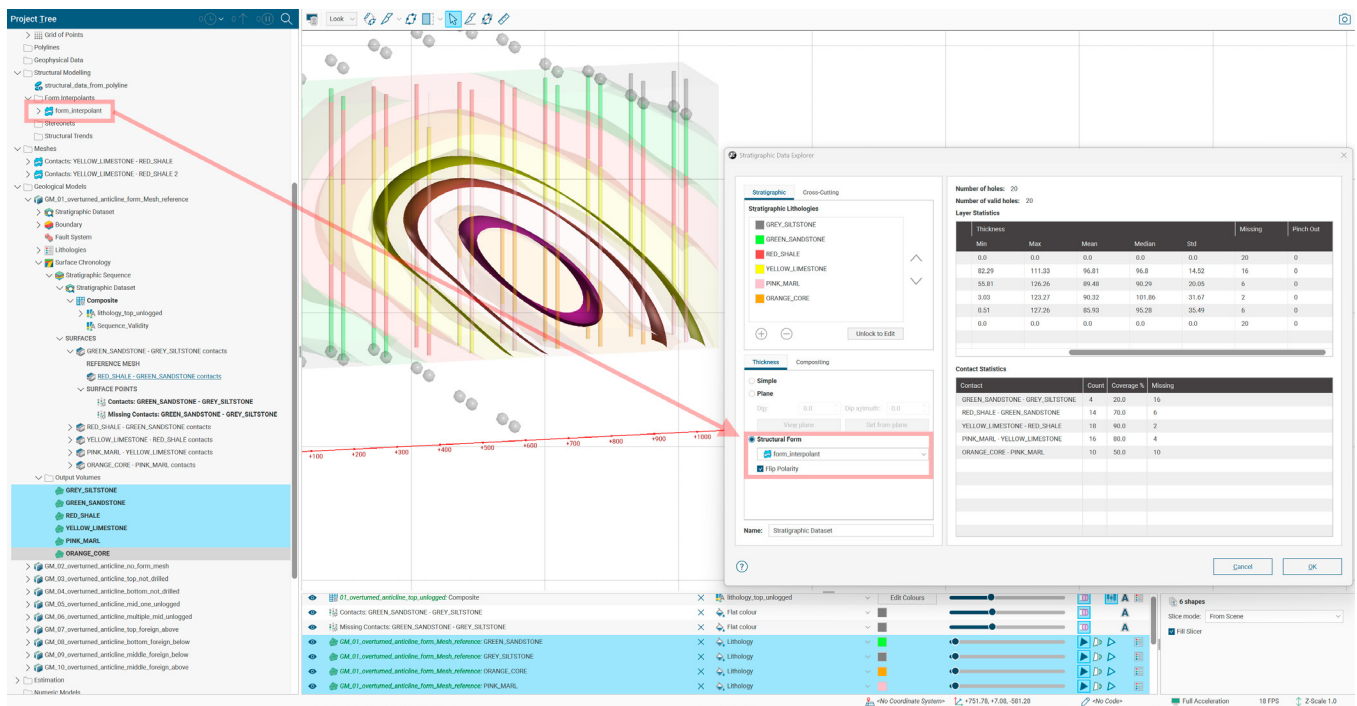 Project Tree
Look
Grid of Points
Polylines
Geophysical Data
Structural Modelling
structural_data_from_polyline
Form Interpolants
form_interpolant
Stereonets
Structural Trends
Meshes
Contacts: YELLOW_LIMESTONE - RED_SHALE
Contacts: YELLOW_LIMESTONE - RED_SHALE 2
Geological Models
GM_01_overturned_anticline_form_Mesh_reference
Stratigraphic Dataset
Boundary
Fault System
Lithologies
Surface Chronology
Stratigraphic Sequence
Stratigraphic Dataset
Composite
lithology_top_unlogged
Sequence_Validity
SURFACES
GREEN_SANDSTONE - GREY_SILTSTONE contacts
REFERENCE MESH
RED_SHALE - GREEN_SANDSTONE contacts
SURFACE POINTS
Contacts: GREEN_SANDSTONE - GREY_SILTSTONE
Missing Contacts: GREEN_SANDSTONE - GREY_SILTSTONE
RED_SHALE - GREEN_SANDSTONE contacts
YELLOW_LIMESTONE - RED_SHALE contacts
PINK_MARL - YELLOW_LIMESTONE contacts
ORANGE_CORE - PINK_MARL contacts
Output Volumes
GREY_SILTSTONE
GREEN_SANDSTONE
RED_SHALE
YELLOW_LIMESTONE
PINK_MARL
ORANGE_CORE
GM_02_overturned_anticline_no_form_mesh
GM_03_overturned_anticline_top_not_drilled
GM_04_overturned_anticline_bottom_not_drilled
GM_05_overturned_anticline_mid_one_unlogged
GM_06_overturned_anticline_multiple_mid_unlogged
GM_07_overturned_anticline_top_foreign_above
GM_08_overturned_anticline_bottom_foreign_below
GM_09_overturned_anticline_middle_foreign_below
GM_10_overturned_anticline_middle_foreign_above
Estimation
Numeric Models
+100 +200 +300 +400 +500 +600 +700 +800 +900 +1000
Stratigraphic Data Explorer
Stratigraphic Cross-Cutting
Stratigraphic Lithologies
GREY_SILTSTONE
GREEN_SANDSTONE
RED_SHALE
YELLOW_LIMESTONE
PINK_MARL
ORANGE_CORE
Unlock to Edit
Thickness Compositing
Simple
Plane
Dip: 0.0 Dip azimuth: 0.0
View plane Set from plane
Structural Form
form_interpolant
Flip Polarity
Name: Stratigraphic Dataset
Number of holes: 20
Number of valid holes: 20
Layer Statistics
Thickness Missing Pinch Out
Min Max Mean Median Std
0.0 0.0 0.0 0.0 0.0 20 0
82.29 111.33 96.81 96.8 14.52 16 0
55.81 126.26 89.48 90.29 20.05 6 0
3.03 123.27 90.32 101.86 31.67 2 0
0.51 127.26 85.93 95.28 35.49 6 0
0.0 0.0 0.0 0.0 0.0 20 0
Contact Statistics
Contact Count Coverage % Missing
GREEN_SANDSTONE - GREY_SILTSTONE 4 20.0 16
RED_SHALE - GREEN_SANDSTONE 14 70.0 6
YELLOW_LIMESTONE - RED_SHALE 18 90.0 2
PINK_MARL - YELLOW_LIMESTONE 16 80.0 4
ORANGE_CORE - PINK_MARL 10 50.0 10
Cancel OK
01_overturned_anticline_top_unlogged: Composite lithology_top_unlogged Edit Colours
Contacts: GREEN_SANDSTONE - GREY_SILTSTONE Flat colour
Missing Contacts: GREEN_SANDSTONE - GREY_SILTSTONE Flat colour
GM_01_overturned_anticline_form_Mesh_reference: GREEN_SANDSTONE Lithology
GM_01_overturned_anticline_form_Mesh_reference: GREY_SILTSTONE Lithology
GM_01_overturned_anticline_form_Mesh_reference: ORANGE_CORE Lithology
GM_01_overturned_anticline_form_Mesh_reference: PINK_MARL Lithology
6 shapes
Slice mode: From Scene
Fill Slicer
<No Coordinate System> +751.78, +7.08, -581.28 <No Code> Full Acceleration 18 FPS Z-Scale 1.0